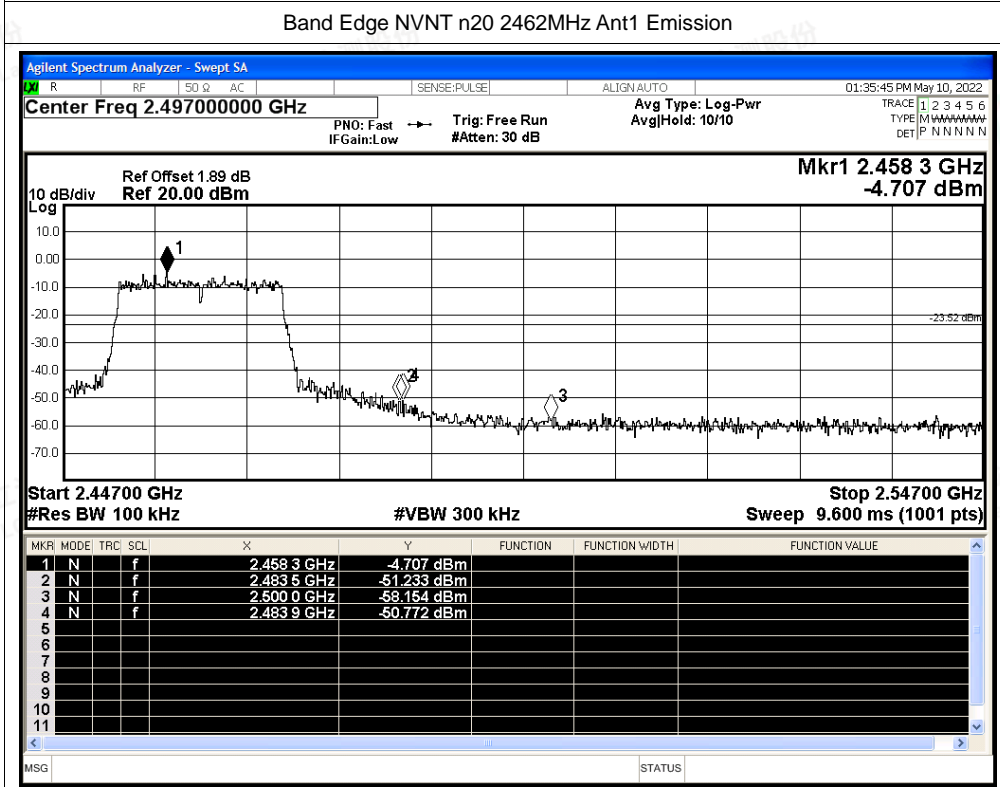 Band Edge NVNT n20 2462MHz Ant1 Emission
Agilent Spectrum Analyzer - Swept SA
LXI R RF 50 Ω AC SENSE:PULSE ALIGN AUTO 01:35:45 PM May 10, 2022
Center Freq 2.497000000 GHz
PNO: Fast
IFGain:Low
Trig: Free Run
#Atten: 30 dB
Avg Type: Log-Pwr
Avg|Hold: 10/10
TRACE 1 2 3 4 5 6
TYPE M WWWWW
DET P N N N N N
Mkr1 2.458 3 GHz
-4.707 dBm
Ref Offset 1.89 dB
10 dB/div Ref 20.00 dBm
Log
10.0
0.00
-10.0
-20.0
-30.0
-40.0
-50.0
-60.0
-70.0
1
2
4
3
-23.52 dBm
Start 2.44700 GHz Stop 2.54700 GHz
#Res BW 100 kHz #VBW 300 kHz Sweep 9.600 ms (1001 pts)
MKR MODE TRC SCL X Y FUNCTION FUNCTION WIDTH FUNCTION VALUE
1 N f 2.458 3 GHz -4.707 dBm
2 N f 2.483 5 GHz -51.233 dBm
3 N f 2.500 0 GHz -58.154 dBm
4 N f 2.483 9 GHz -50.772 dBm
5
6
7
8
9
10
11
MSG STATUS